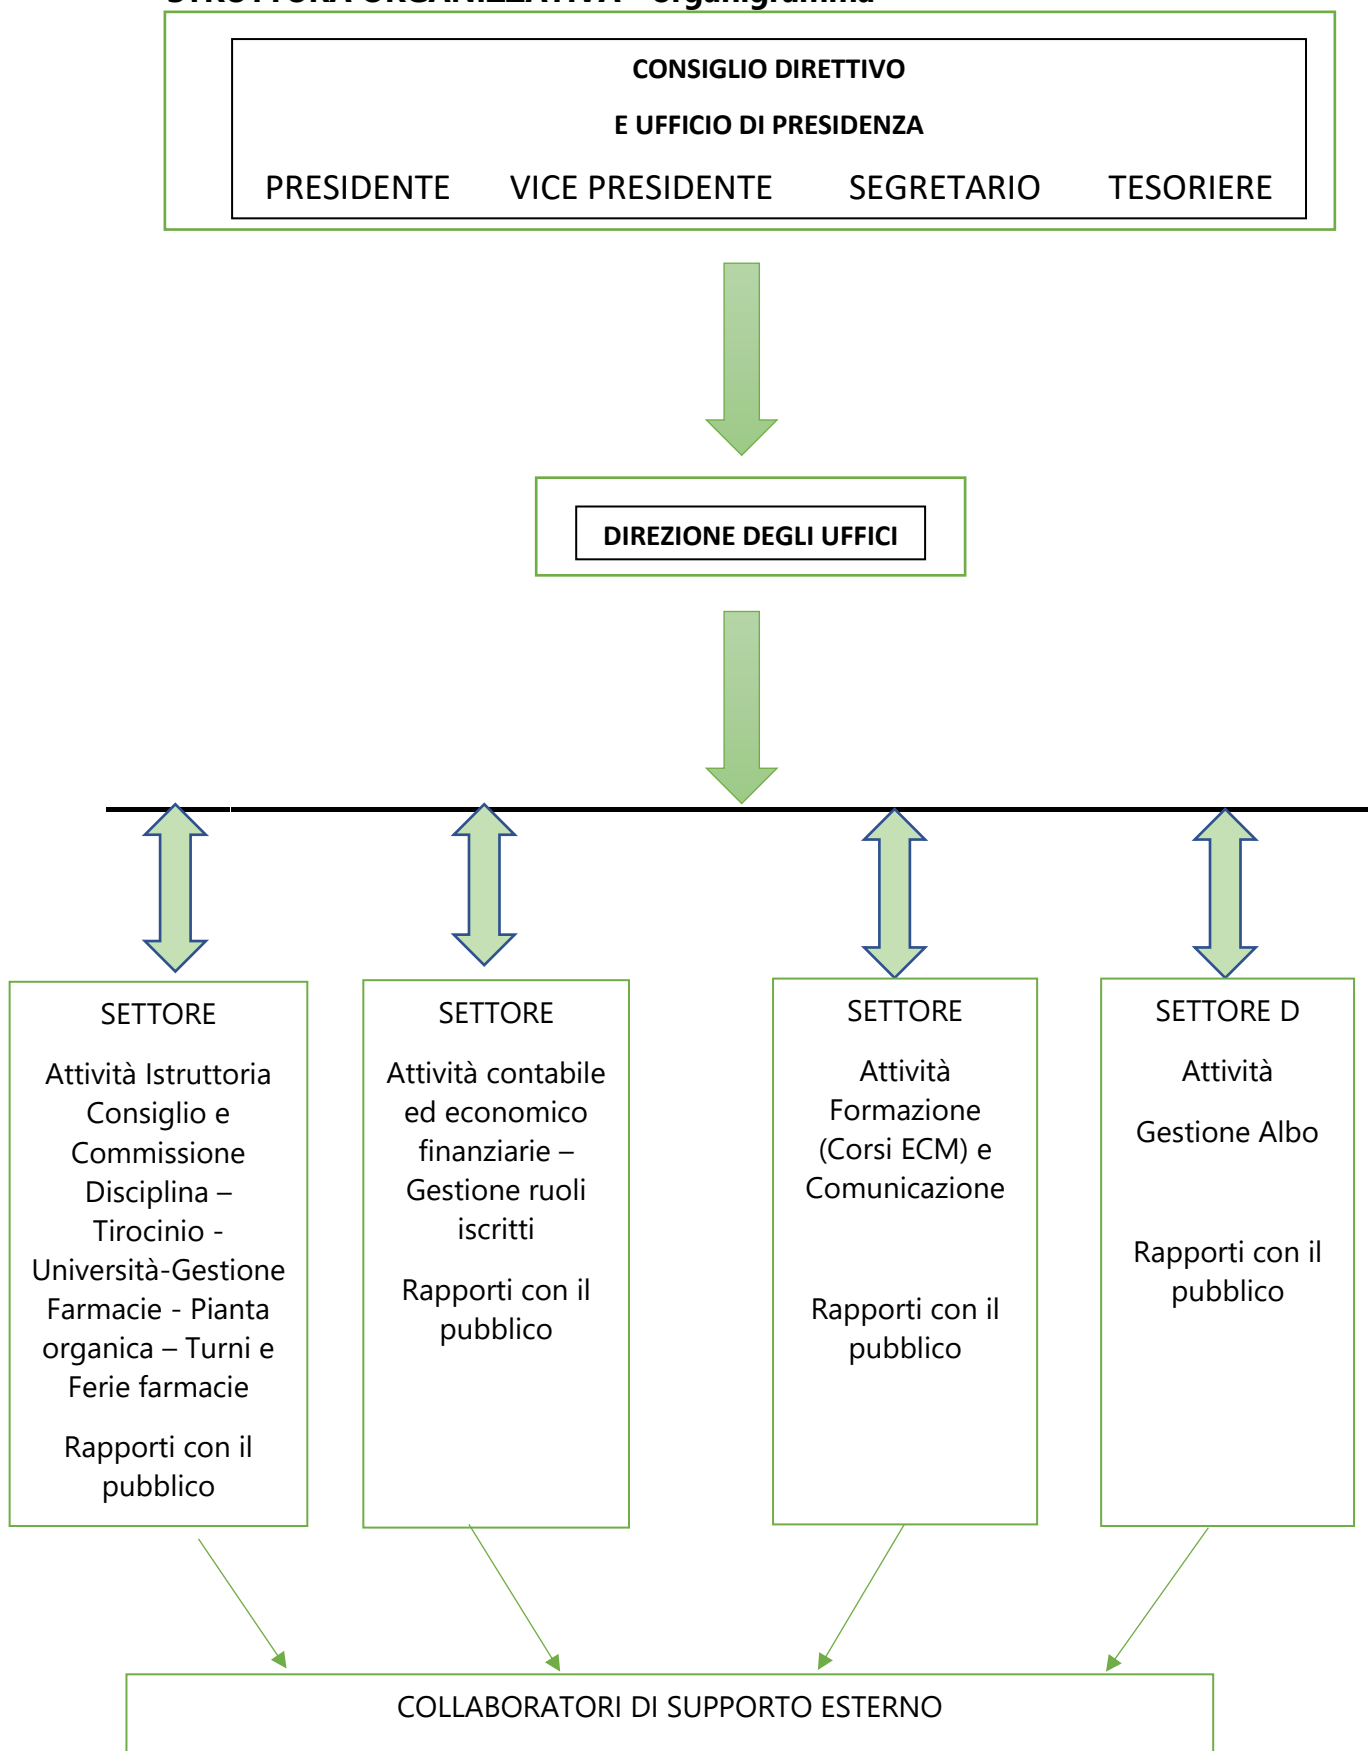 STRUTTURA ORGANIZZATIVA - organigramma
CONSIGLIO DIRETTIVO
E UFFICIO DI PRESIDENZA
PRESIDENTE VICE PRESIDENTE SEGRETARIO TESORIERE
DIREZIONE DEGLI UFFICI
SETTORE
Attività Istruttoria
Consiglio e
Commissione
Disciplina –
Tirocinio -
Università-Gestione
Farmacie - Pianta
organica – Turni e
Ferie farmacie
Rapporti con il
pubblico
SETTORE
Attività contabile
ed economico
finanziarie –
Gestione ruoli
iscritti
Rapporti con il
pubblico
SETTORE
Attività
Formazione
(Corsi ECM) e
Comunicazione
Rapporti con il
pubblico
SETTORE D
Attività
Gestione Albo
Rapporti con il
pubblico
COLLABORATORI DI SUPPORTO ESTERNO